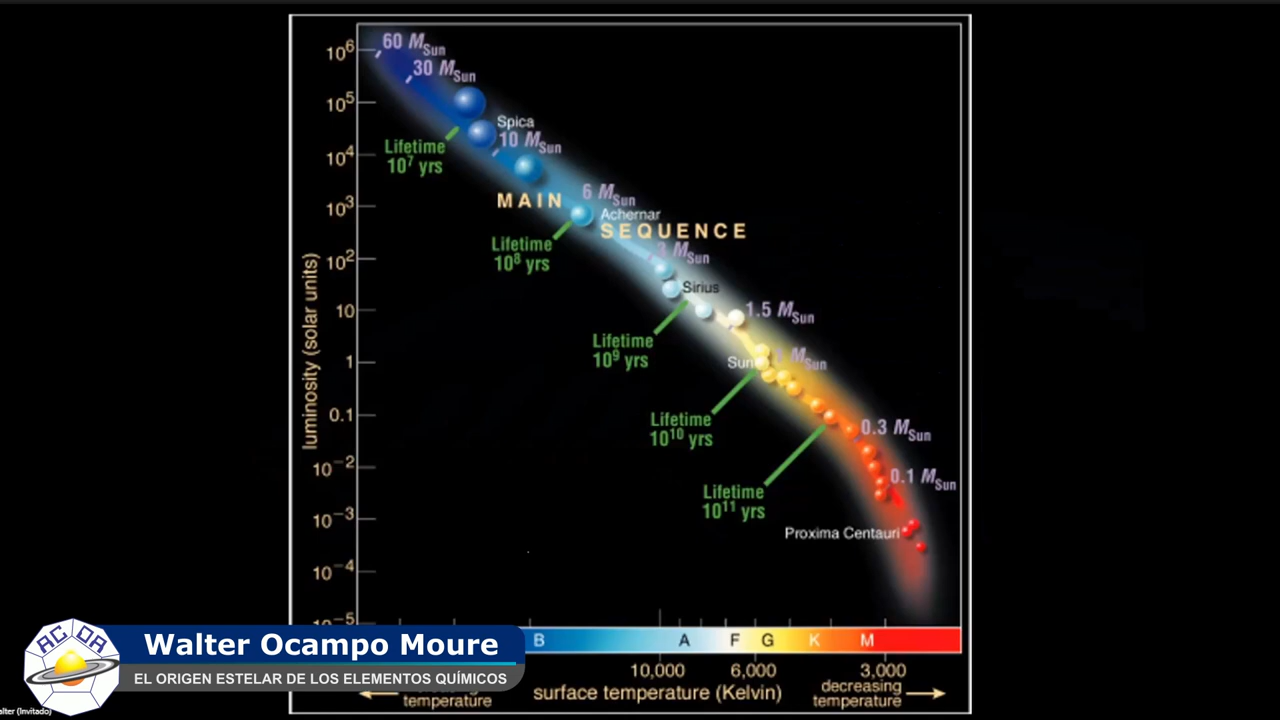 10⁶
60 M_Sun
30 M_Sun
10⁵
Spica
10 M_Sun
Lifetime
10⁷ yrs
10⁴
6 M_Sun
MAIN
10³
Achernar
SEQUENCE
Lifetime
10⁸ yrs
3 M_Sun
10²
Sirius
10
1.5 M_Sun
Lifetime
10⁹ yrs
luminosity (solar units)
1
Sun
M_Sun
0.1
Lifetime
10¹⁰ yrs
0.3 M_Sun
10⁻²
0.1 M_Sun
Lifetime
10¹¹ yrs
10⁻³
Proxima Centauri
10⁻⁴
B A F G K M
10,000 6,000 3,000
surface temperature (Kelvin)
temperature
decreasing
temperature
AC DA
Walter Ocampo Moure
EL ORIGEN ESTELAR DE LOS ELEMENTOS QUÍMICOS
(Invitado)